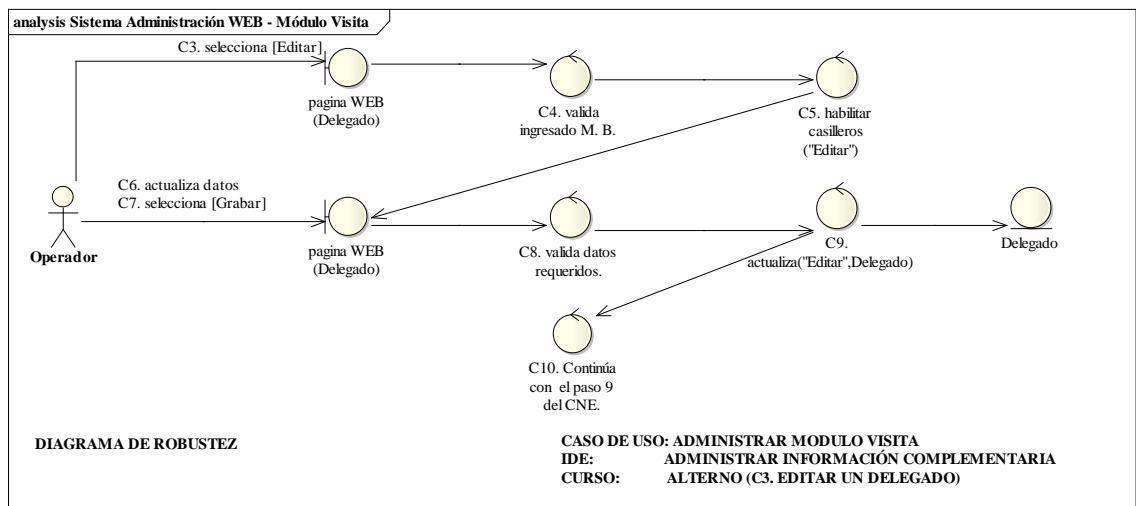 analysis Sistema Administración WEB - Módulo Visita
C3. selecciona [Editar]
pagina WEB
(Delegado)
C4. valida
ingresado M. B.
C5. habilitar
casilleros
("Editar")
C6. actualiza datos
C7. selecciona [Grabar]
Operador
pagina WEB
(Delegado)
C8. valida datos
requeridos.
C9.
actualiza("Editar",Delegado)
Delegado
C10. Continúa
con el paso 9
del CNE.
DIAGRAMA DE ROBUSTEZ
CASO DE USO: ADMINISTRAR MODULO VISITA
IDE: ADMINISTRAR INFORMACIÓN COMPLEMENTARIA
CURSO: ALTERNO (C3. EDITAR UN DELEGADO)